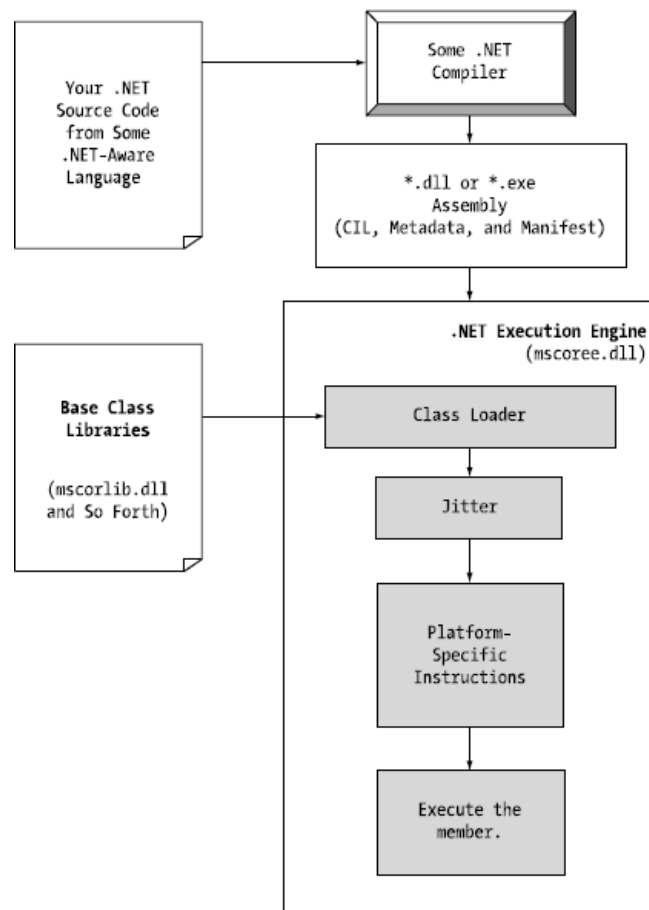 Some .NET
Compiler
Your .NET
Source Code
from Some
.NET-Aware
Language
*.dll or *.exe
Assembly
(CIL, Metadata, and Manifest)
.NET Execution Engine
(mscoree.dll)
Base Class
Libraries
(mscorlib.dll
and So Forth)
Class Loader
Jitter
Platform-
Specific
Instructions
Execute the
member.